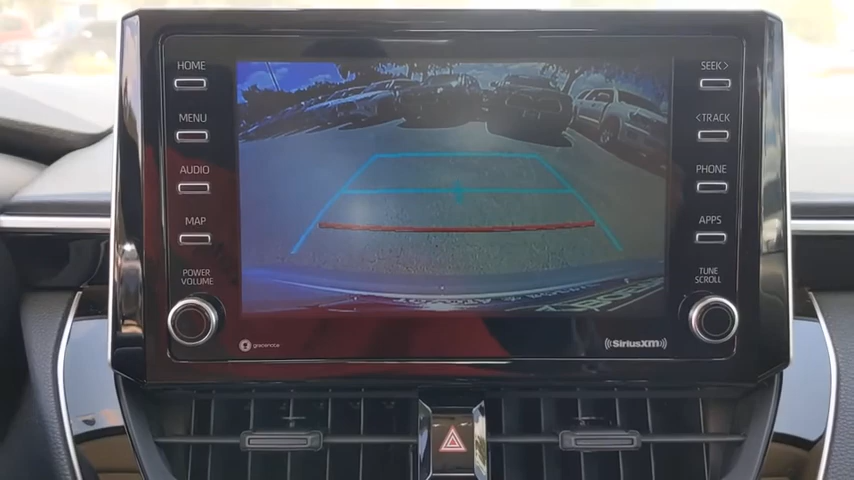 HOME
MENU
AUDIO
MAP
POWER
VOLUME
SEEK>
<TRACK
PHONE
APPS
TUNE
SCROLL
gracenote
SiriusXM